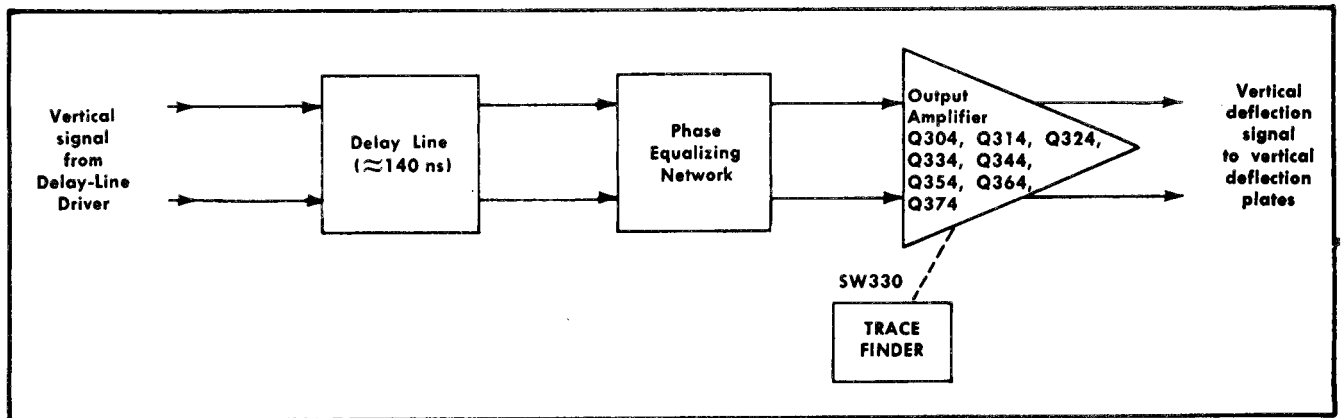 Vertical
signal
from
Delay-Line
Driver
Delay Line
(≈140 ns)
Phase
Equalizing
Network
Output
Amplifier
Q304, Q314, Q324,
Q334, Q344,
Q354, Q364,
Q374
SW330
TRACE
FINDER
Vertical
deflection
signal
to vertical
deflection
plates